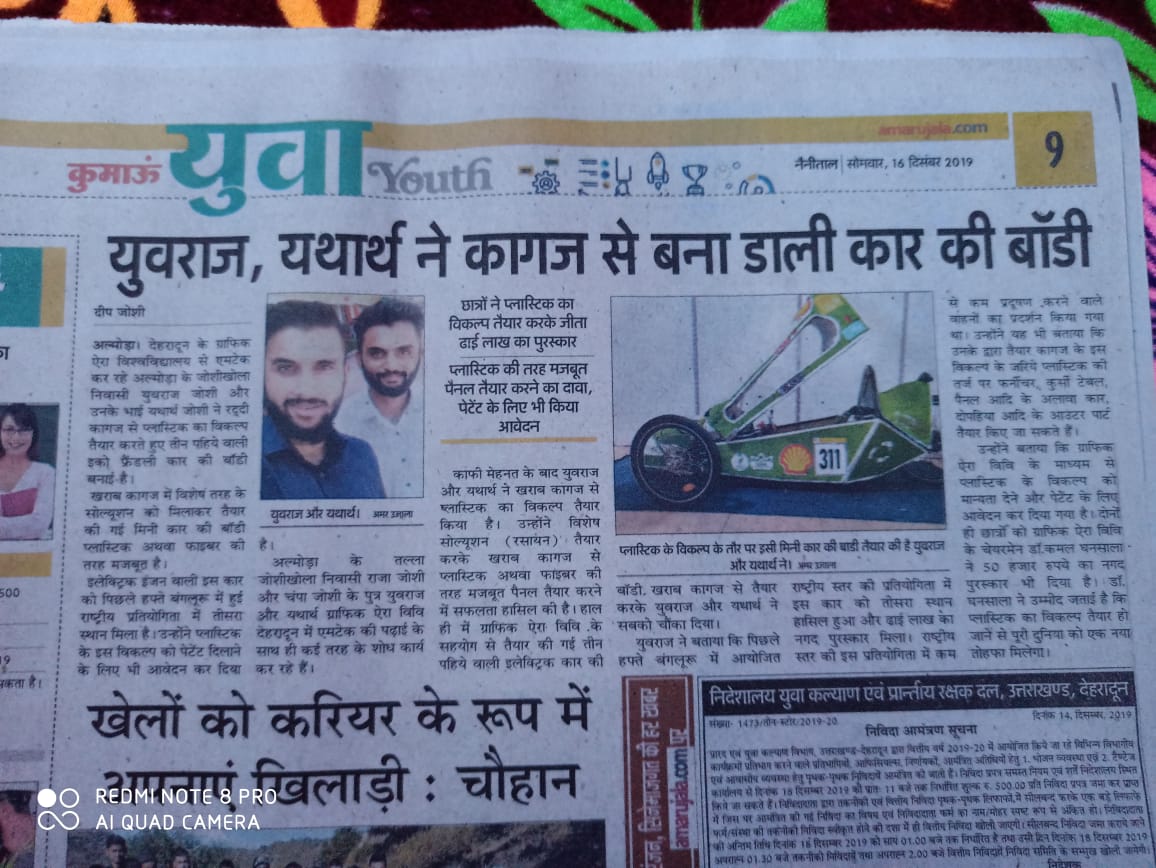 कुमाऊं युवा Youth
amarujala.com
नैनीताल | सोमवार, 16 दिसंबर 2019
9
युवराज, यथार्थ ने कागज से बना डाली कार की बॉडी
दीप जोशी
अल्मोड़ा। देहरादून के ग्राफिक
ऐरा विश्वविद्यालय से एमटेक
कर रहे अल्मोड़ा के जोशीखोला
निवासी युवराज जोशी और
उनके भाई यथार्थ जोशी ने रद्दी
कागज से प्लास्टिक का विकल्प
तैयार करते हुए तीन पहिये वाली
इको फ्रैंडली कार की बॉडी
बनाई है।
खराब कागज में विशेष तरह के
सोल्यूशन को मिलाकर तैयार
की गई मिनी कार की बॉडी
प्लास्टिक अथवा फाइबर की
तरह मजबूत है।
इलेक्ट्रिक इंजन वाली इस कार
को पिछले हफ्ते बंगलूरू में हुई
राष्ट्रीय प्रतियोगिता में तीसरा
स्थान मिला है। उन्होंने प्लास्टिक
के इस विकल्प को पेटेंट दिलाने
के लिए भी आवेदन कर दिया
युवराज और यथार्थ। अमर उजाला
है।
अल्मोड़ा के तल्ला
जोशीखोला निवासी राजा जोशी
और चंपा जोशी के पुत्र युवराज
और यथार्थ ग्राफिक ऐरा विवि
देहरादून में एमटेक की पढ़ाई के
साथ ही कई तरह के शोध कार्य
कर रहे हैं।
छात्रों ने प्लास्टिक का
विकल्प तैयार करके जीता
ढाई लाख का पुरस्कार
प्लास्टिक की तरह मजबूत
पैनल तैयार करने का दावा,
पेटेंट के लिए भी किया
आवेदन
काफी मेहनत के बाद युवराज
और यथार्थ ने खराब कागज से
प्लास्टिक का विकल्प तैयार
किया है। उन्होंने विशेष
सोल्यूशन (रसायन) तैयार
करके खराब कागज से
प्लास्टिक अथवा फाइबर की
तरह मजबूत पैनल तैयार करने
में सफलता हासिल की है। हाल
ही में ग्राफिक ऐरा विवि के
सहयोग से तैयार की गई तीन
पहिये वाली इलेक्ट्रिक कार की
311
प्लास्टिक के विकल्प के तौर पर इसी मिनी कार की बाडी तैयार की है युवराज
और यथार्थ ने। अमर उजाला
बॉडी, खराब कागज से तैयार
करके युवराज और यथार्थ ने
सबको चौंका दिया।
युवराज ने बताया कि पिछले
हफ्ते बंगलूरू में आयोजित
राष्ट्रीय स्तर की प्रतियोगिता में
इस कार को तीसरा स्थान
हासिल हुआ और ढाई लाख का
नगद पुरस्कार मिला। राष्ट्रीय
स्तर की इस प्रतियोगिता में कम
से कम प्रदूषण करने वाले
वाहनों का प्रदर्शन किया गया
था। उन्होंने यह भी बताया कि
उनके द्वारा तैयार कागज के इस
विकल्प के जरिये प्लास्टिक की
तर्ज पर फर्नीचर, कुर्सी टेबल,
पैनल आदि के अलावा कार,
दोपहिया आदि के आउटर पार्ट
तैयार किए जा सकते हैं।
उन्होंने बताया कि ग्राफिक
ऐरा विवि के माध्यम से
प्लास्टिक के विकल्प को
मान्यता देने और पेटेंट के लिए
आवेदन कर दिया गया है। दोनों
ही छात्रों को ग्राफिक ऐरा विवि
के चेयरमेन डॉ.कमल घनसाला
ने 50 हजार रुपये का नगद
पुरस्कार भी दिया है। डॉ.
घनसाला ने उम्मीद जताई है कि
प्लास्टिक का विकल्प तैयार हो
जाने से पूरी दुनिया को एक नया
तोहफा मिलेगा।
खेलों को करियर के रूप में
अपनाएं खिलाड़ी : चौहान
amarujala.com पर
निदेशालय युवा कल्याण एंव प्रान्तीय रक्षक दल, उत्तराखण्ड, देहरादून
संख्या- 1473/तीन-स्टोर/2019-20 दिनांक 14, दिसम्बर, 2019
निविदा आमंत्रण सूचना
REDMI NOTE 8 PRO
AI QUAD CAMERA